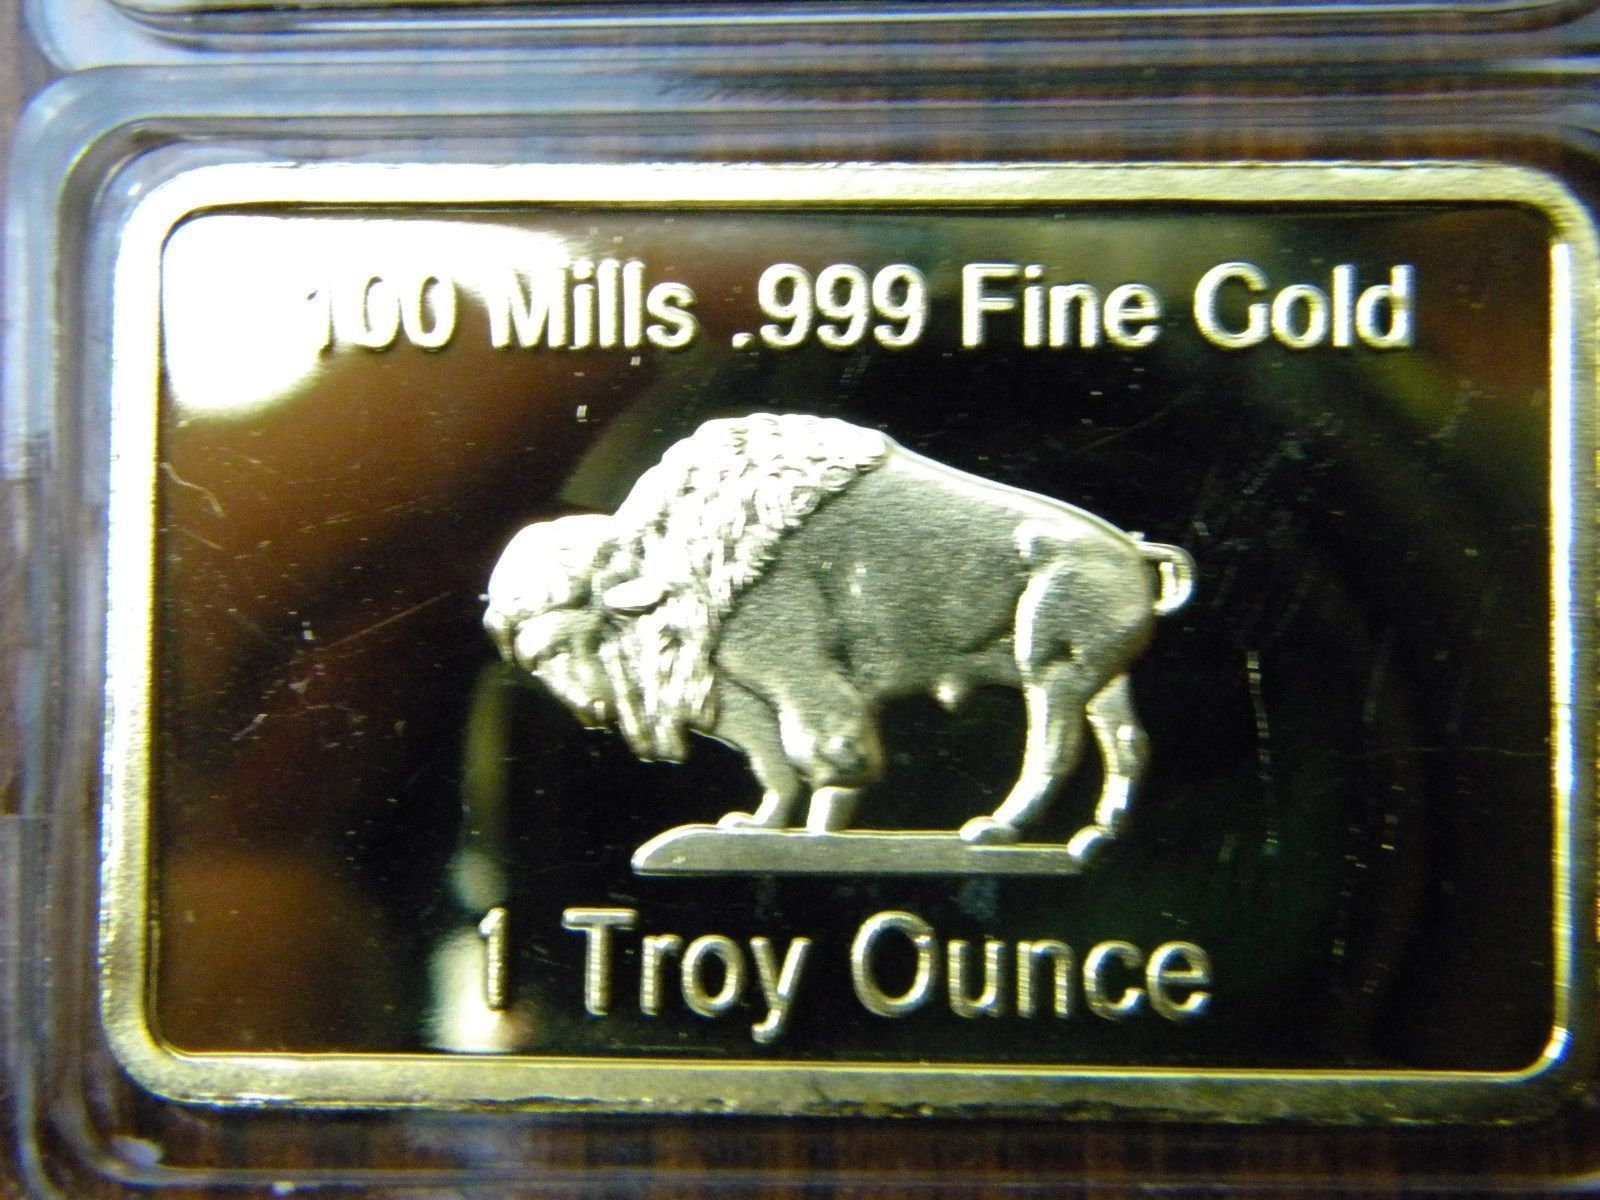 100 Mills .999 Fine Gold
1 Troy Ounce